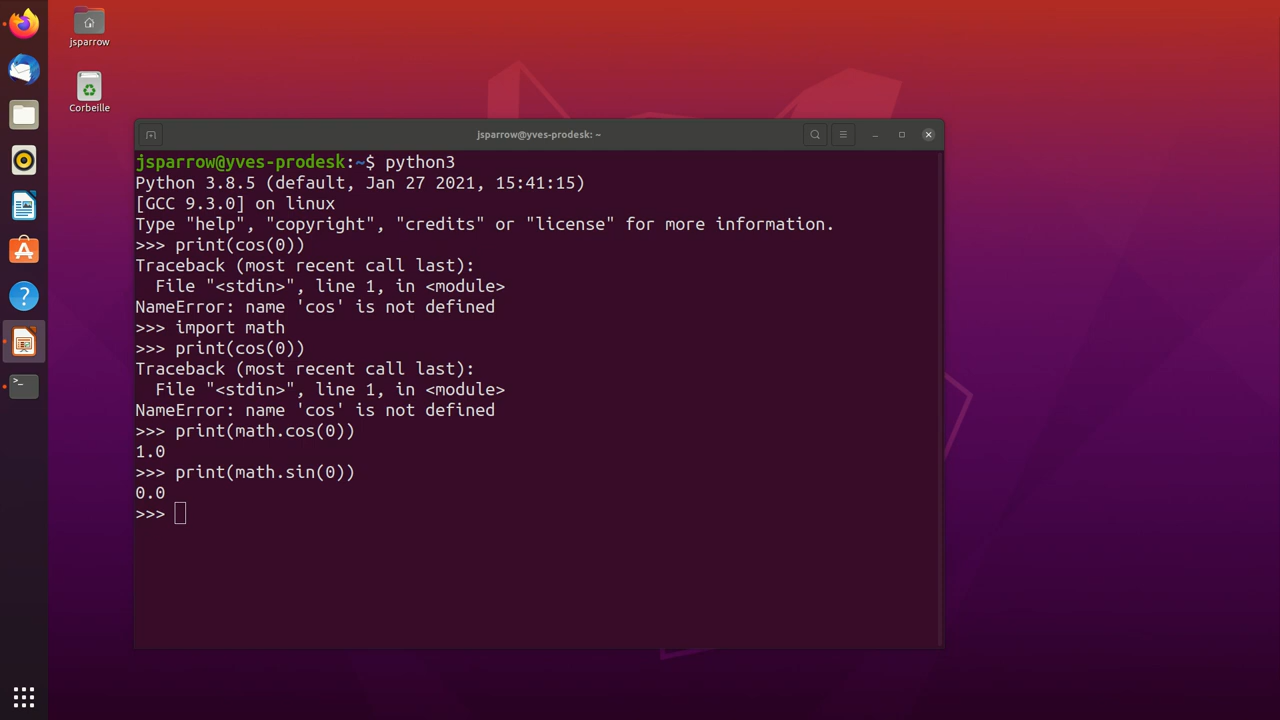 jsparrow
Corbeille
jsparrow@yves-prodesk: ~
jsparrow@yves-prodesk:~$ python3
Python 3.8.5 (default, Jan 27 2021, 15:41:15)
[GCC 9.3.0] on linux
Type "help", "copyright", "credits" or "license" for more information.
>>> print(cos(0))
Traceback (most recent call last):
  File "<stdin>", line 1, in <module>
NameError: name 'cos' is not defined
>>> import math
>>> print(cos(0))
Traceback (most recent call last):
  File "<stdin>", line 1, in <module>
NameError: name 'cos' is not defined
>>> print(math.cos(0))
1.0
>>> print(math.sin(0))
0.0
>>>